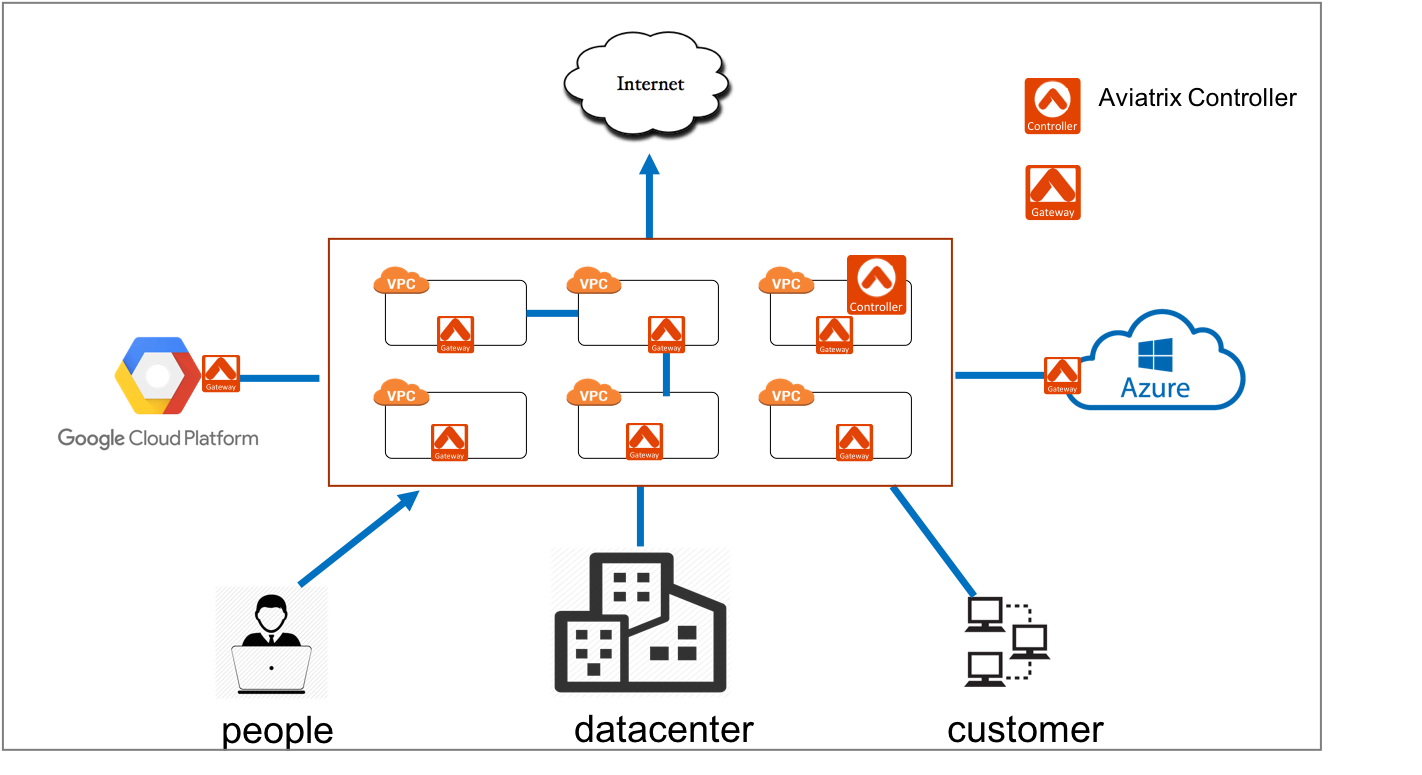 Internet
Aviatrix Controller
Controller
Gateway
VPC
VPC
VPC
Controller
Gateway
Gateway
Gateway
Gateway
Gateway
Azure
Google Cloud Platform
VPC
VPC
VPC
Gateway
Gateway
Gateway
people
datacenter
customer